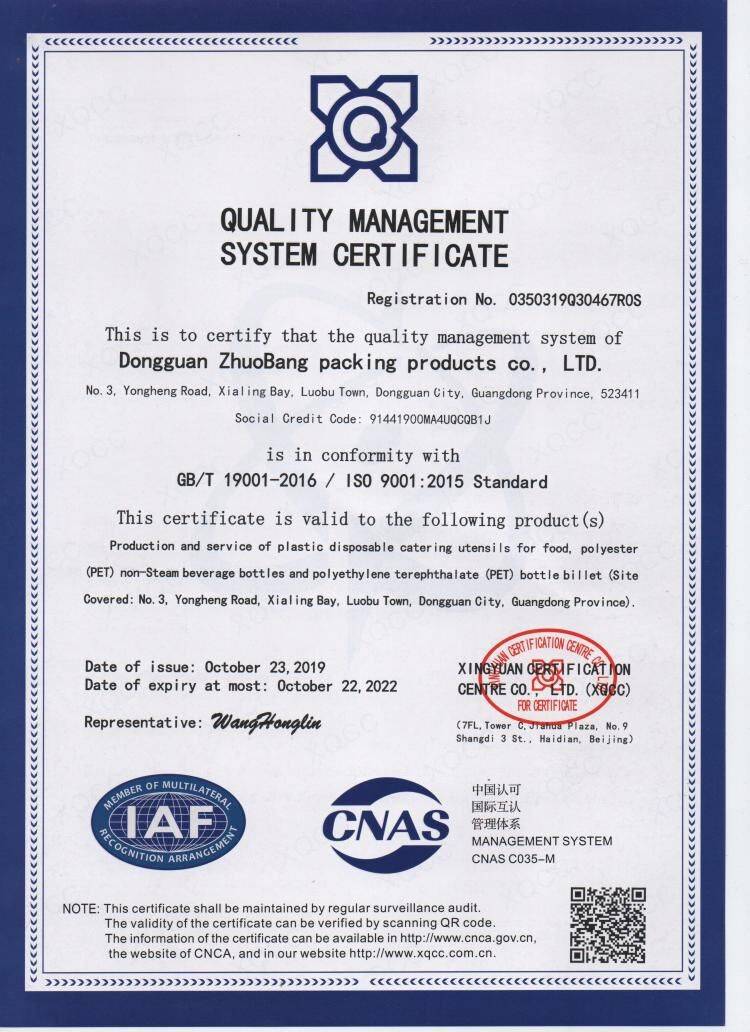 QUALITY MANAGEMENT
SYSTEM CERTIFICATE
Registration No. 0350319Q30467R0S
This is to certify that the quality management system of
Dongguan ZhuoBang packing products co., LTD.
No.3, Yongheng Road, Xialing Bay, Luobu Town, Dongguan City, Guangdong Province, 523411
Social Credit Code: 91441900MA4UQCQB1J
is in conformity with
GB/T 19001-2016 / ISO 9001:2015 Standard
This certificate is valid to the following product(s)
Production and service of plastic disposable catering utensils for food, polyester
(PET) non-Steam beverage bottles and polyethylene terephthalate (PET) bottle billet (Site
Covered: No.3, Yongheng Road, Xialing Bay, Luobu Town, Dongguan City, Guangdong Province).
Date of issue: October 23,2019
Date of expiry at most: October 22,2022
Representative: WangHonglin
XINGYUAN CERTIFICATION
CENTRE CO., LTD. (XQCC)
(7FL,Tower C,Jiahua Plaza, No.9
Shangdi 3 St., Haidian, Beijing)
XINGYUAN CERTIFICATION CENTRE CO., LTD
FOR CERTIFICATE
MEMBER OF MULTILATERAL
IAF
RECOGNITION ARRANGEMENT
CNAS
中国认可
国际互认
管理体系
MANAGEMENT SYSTEM
CNAS C035-M
NOTE: This certificate shall be maintained by regular surveillance audit.
The validity of the certificate can be verified by scanning QR code.
The information of the certificate can be available in http://www.cnca.gov.cn,
the website of CNCA, and in our website http://www.xqcc.com.cn.